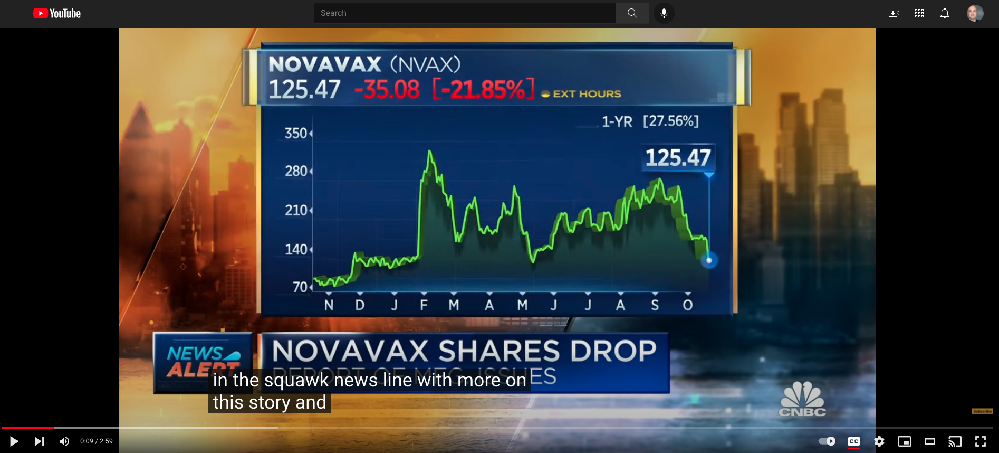 YouTube
Search
NOVAVAX (NVAX)
125.47 -35.08 [-21.85%] EXT HOURS
1-YR [27.56%]
125.47
350
280
210
140
70
N D J F M A M J J A S O
NEWS
ALERT
NOVAVAX SHARES DROP
REPORT OF MFG ISSUES
in the squawk news line with more on
this story and
CNBC
Subscribe
0:09 / 2:59
CC